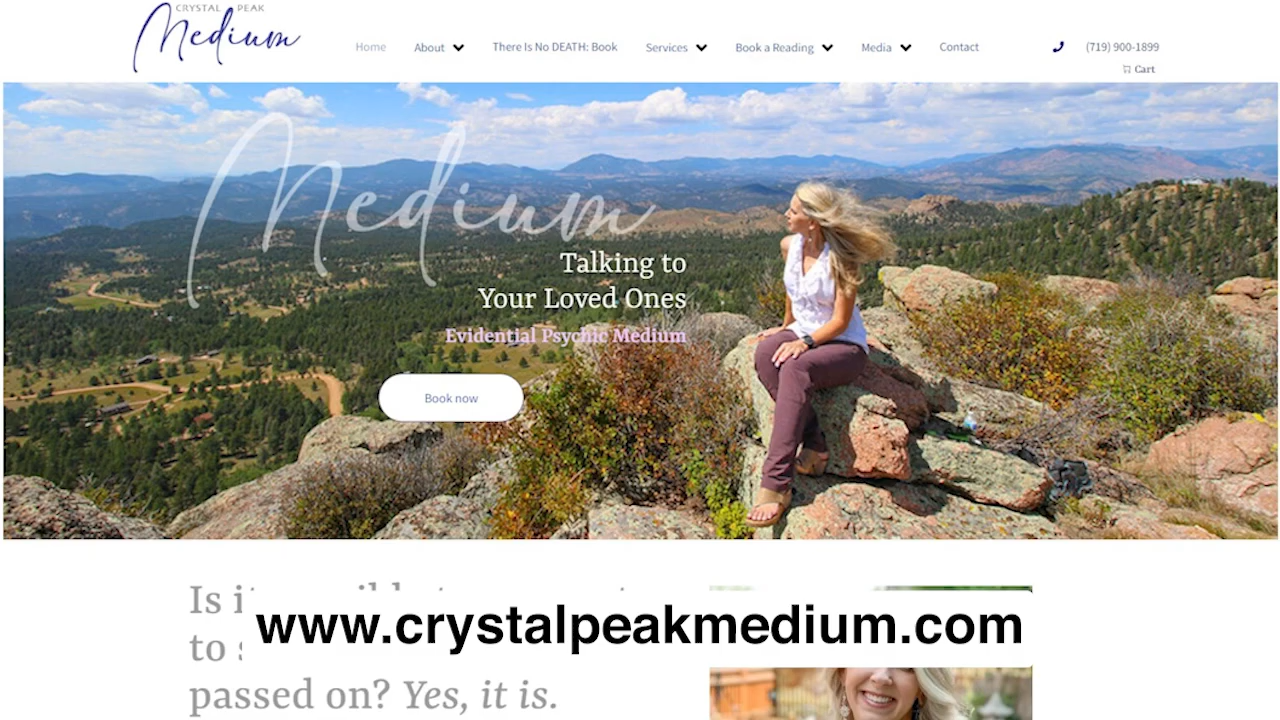 CRYSTAL PEAK
Medium
Home
About
There Is No DEATH: Book
Services
Book a Reading
Media
Contact
(719) 900-1899
Cart
Medium
Talking to
Your Loved Ones
Evidential Psychic Medium
Book now
Is
www.crystalpeakmedium.com
to
passed on? Yes, it is.